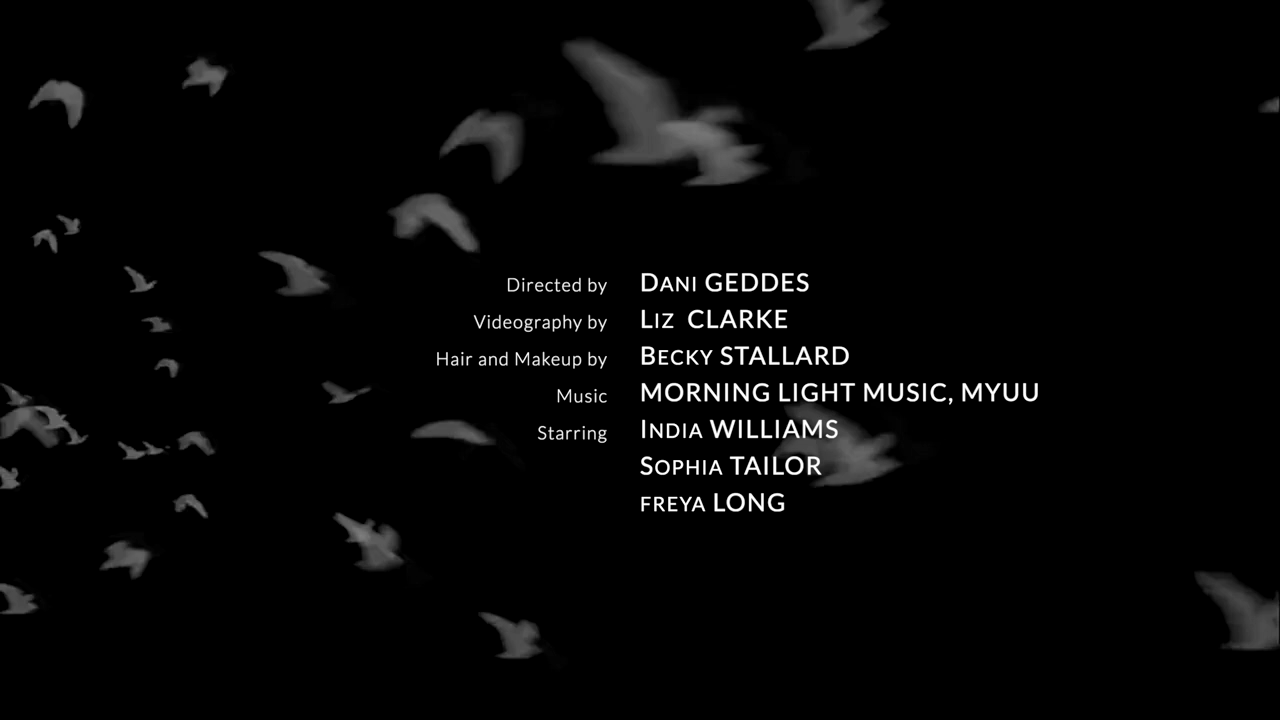 Directed by Dani GEDDES
Videography by Liz CLARKE
Hair and Makeup by Becky STALLARD
Music MORNING LIGHT MUSIC, MYUU
Starring India WILLIAMS
Sophia TAILOR
freya LONG